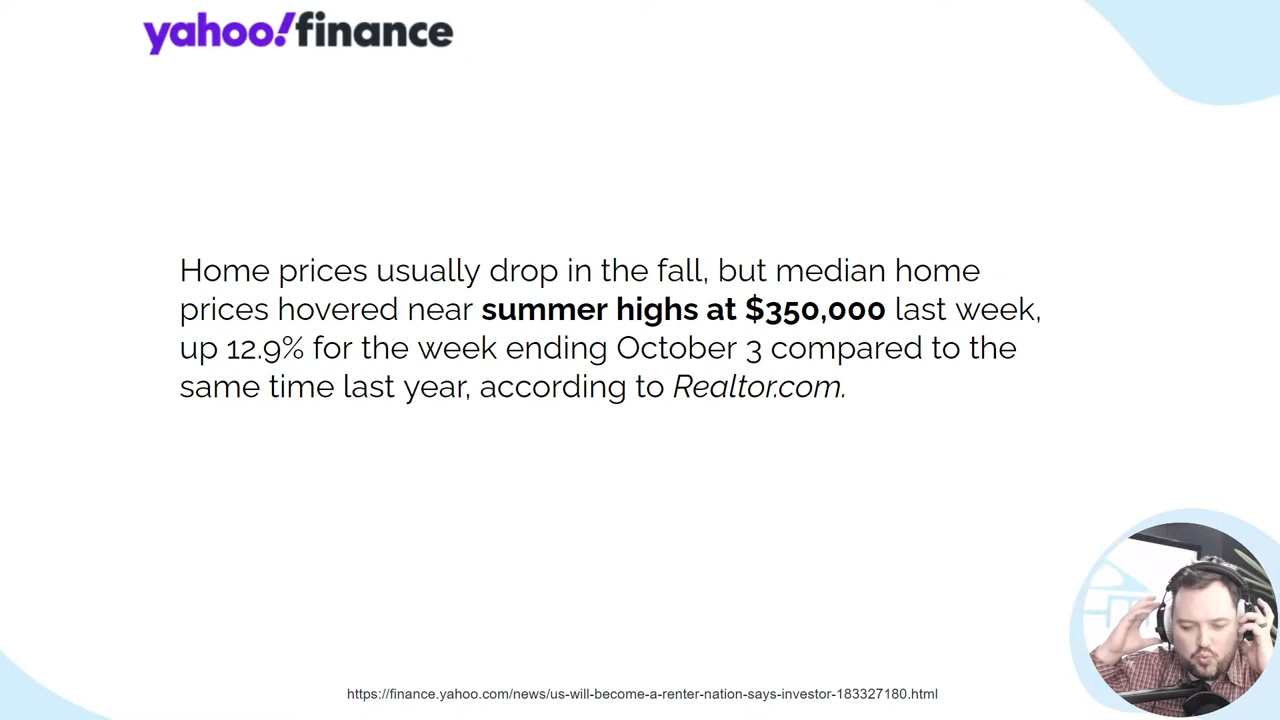 yahoo!finance
Home prices usually drop in the fall, but median home
prices hovered near summer highs at $350,000 last week,
up 12.9% for the week ending October 3 compared to the
same time last year, according to Realtor.com.
https://finance.yahoo.com/news/us-will-become-a-renter-nation-says-investor-183327180.html